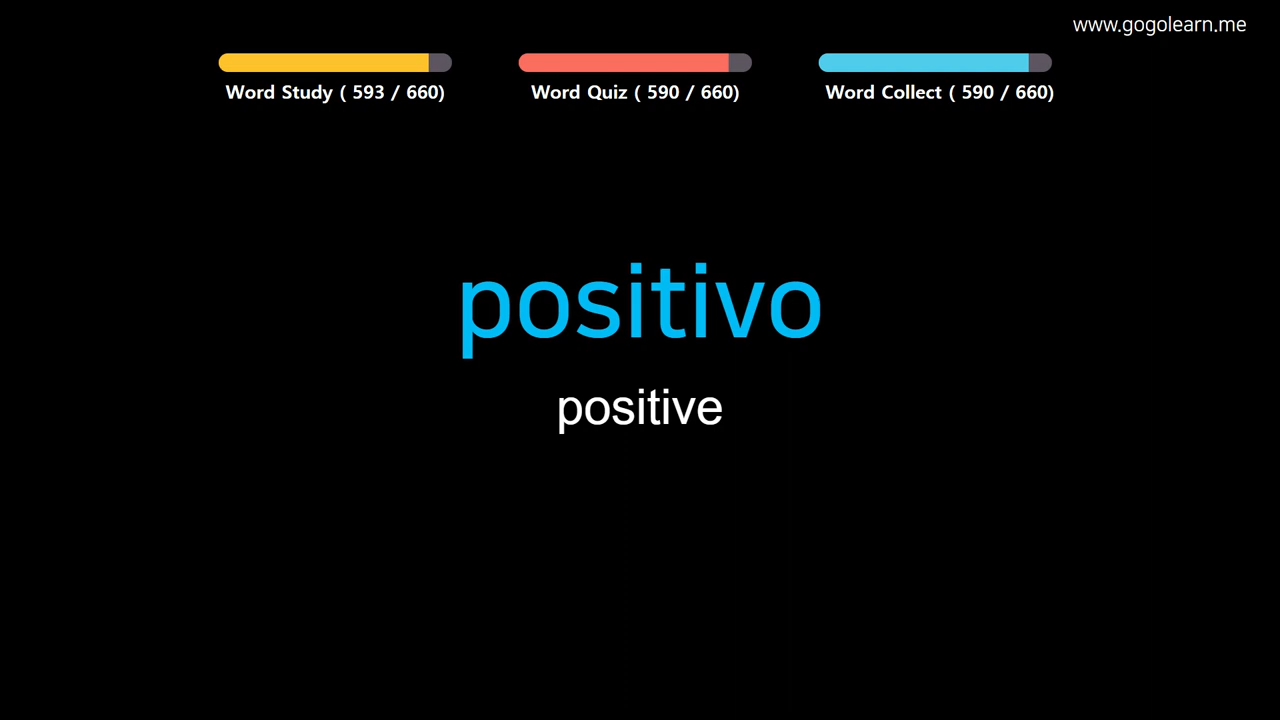 www.gogolearn.me
Word Study ( 593 / 660)
Word Quiz ( 590 / 660)
Word Collect ( 590 / 660)
positivo
positive